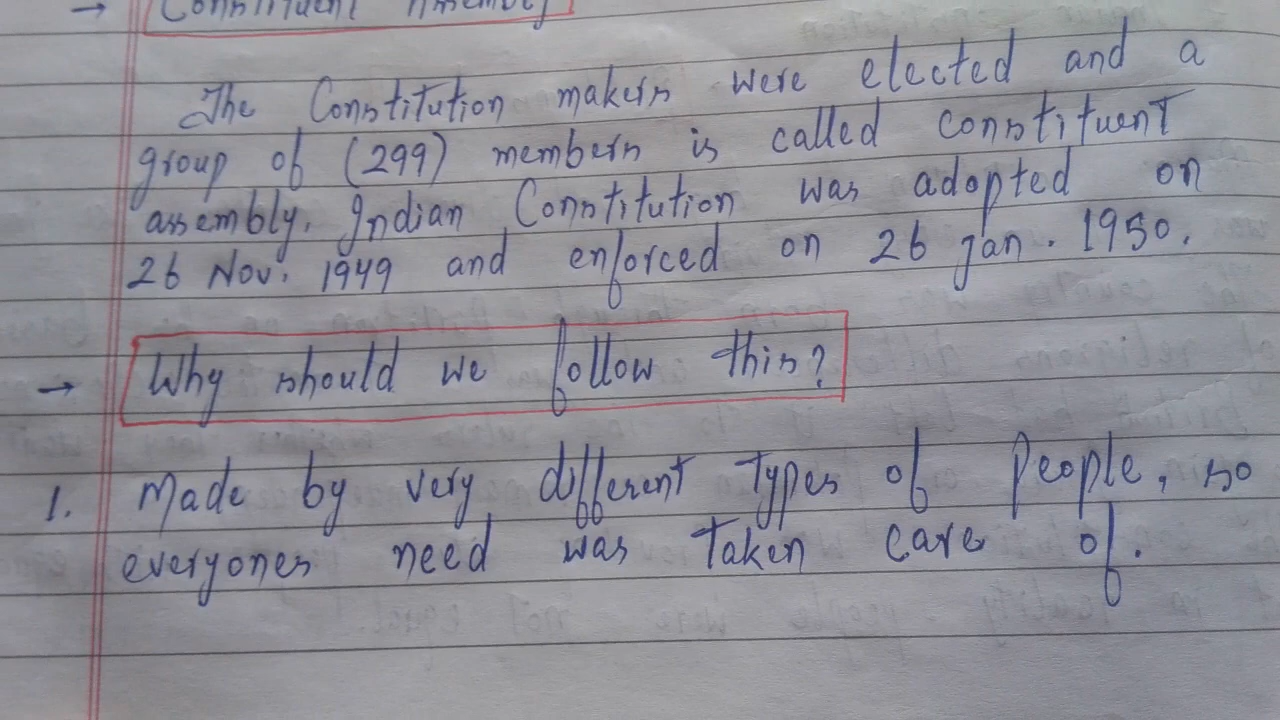 → Constituent Assembly
The Constitution makers were elected and a
group of (299) members is called constituent
assembly. Indian Constitution was adopted on
26 Nov. 1949 and enforced on 26 Jan. 1950.
→ Why should we follow this?
1. Made by very different types of people, so
everyones need was taken care of.